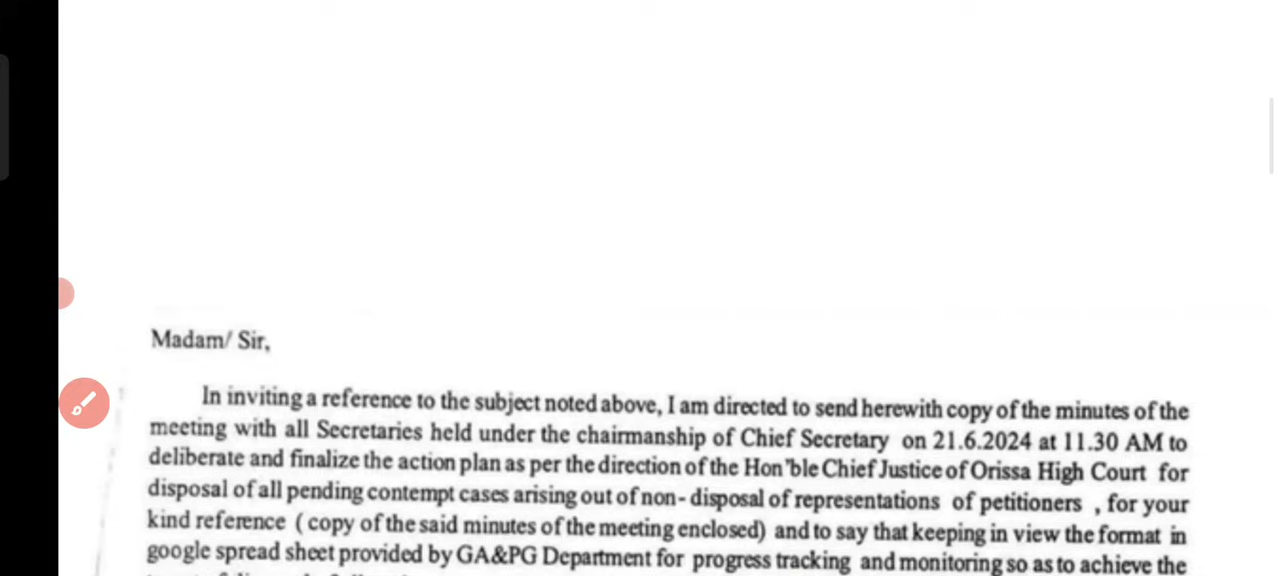 Madam/ Sir,
In inviting a reference to the subject noted above, I am directed to send herewith copy of the minutes of the
meeting with all Secretaries held under the chairmanship of Chief Secretary on 21.6.2024 at 11.30 AM to
deliberate and finalize the action plan as per the direction of the Hon'ble Chief Justice of Orissa High Court for
disposal of all pending contempt cases arising out of non- disposal of representations of petitioners , for your
kind reference ( copy of the said minutes of the meeting enclosed) and to say that keeping in view the format in
google spread sheet provided by GA&PG Department for progress tracking and monitoring so as to achieve the